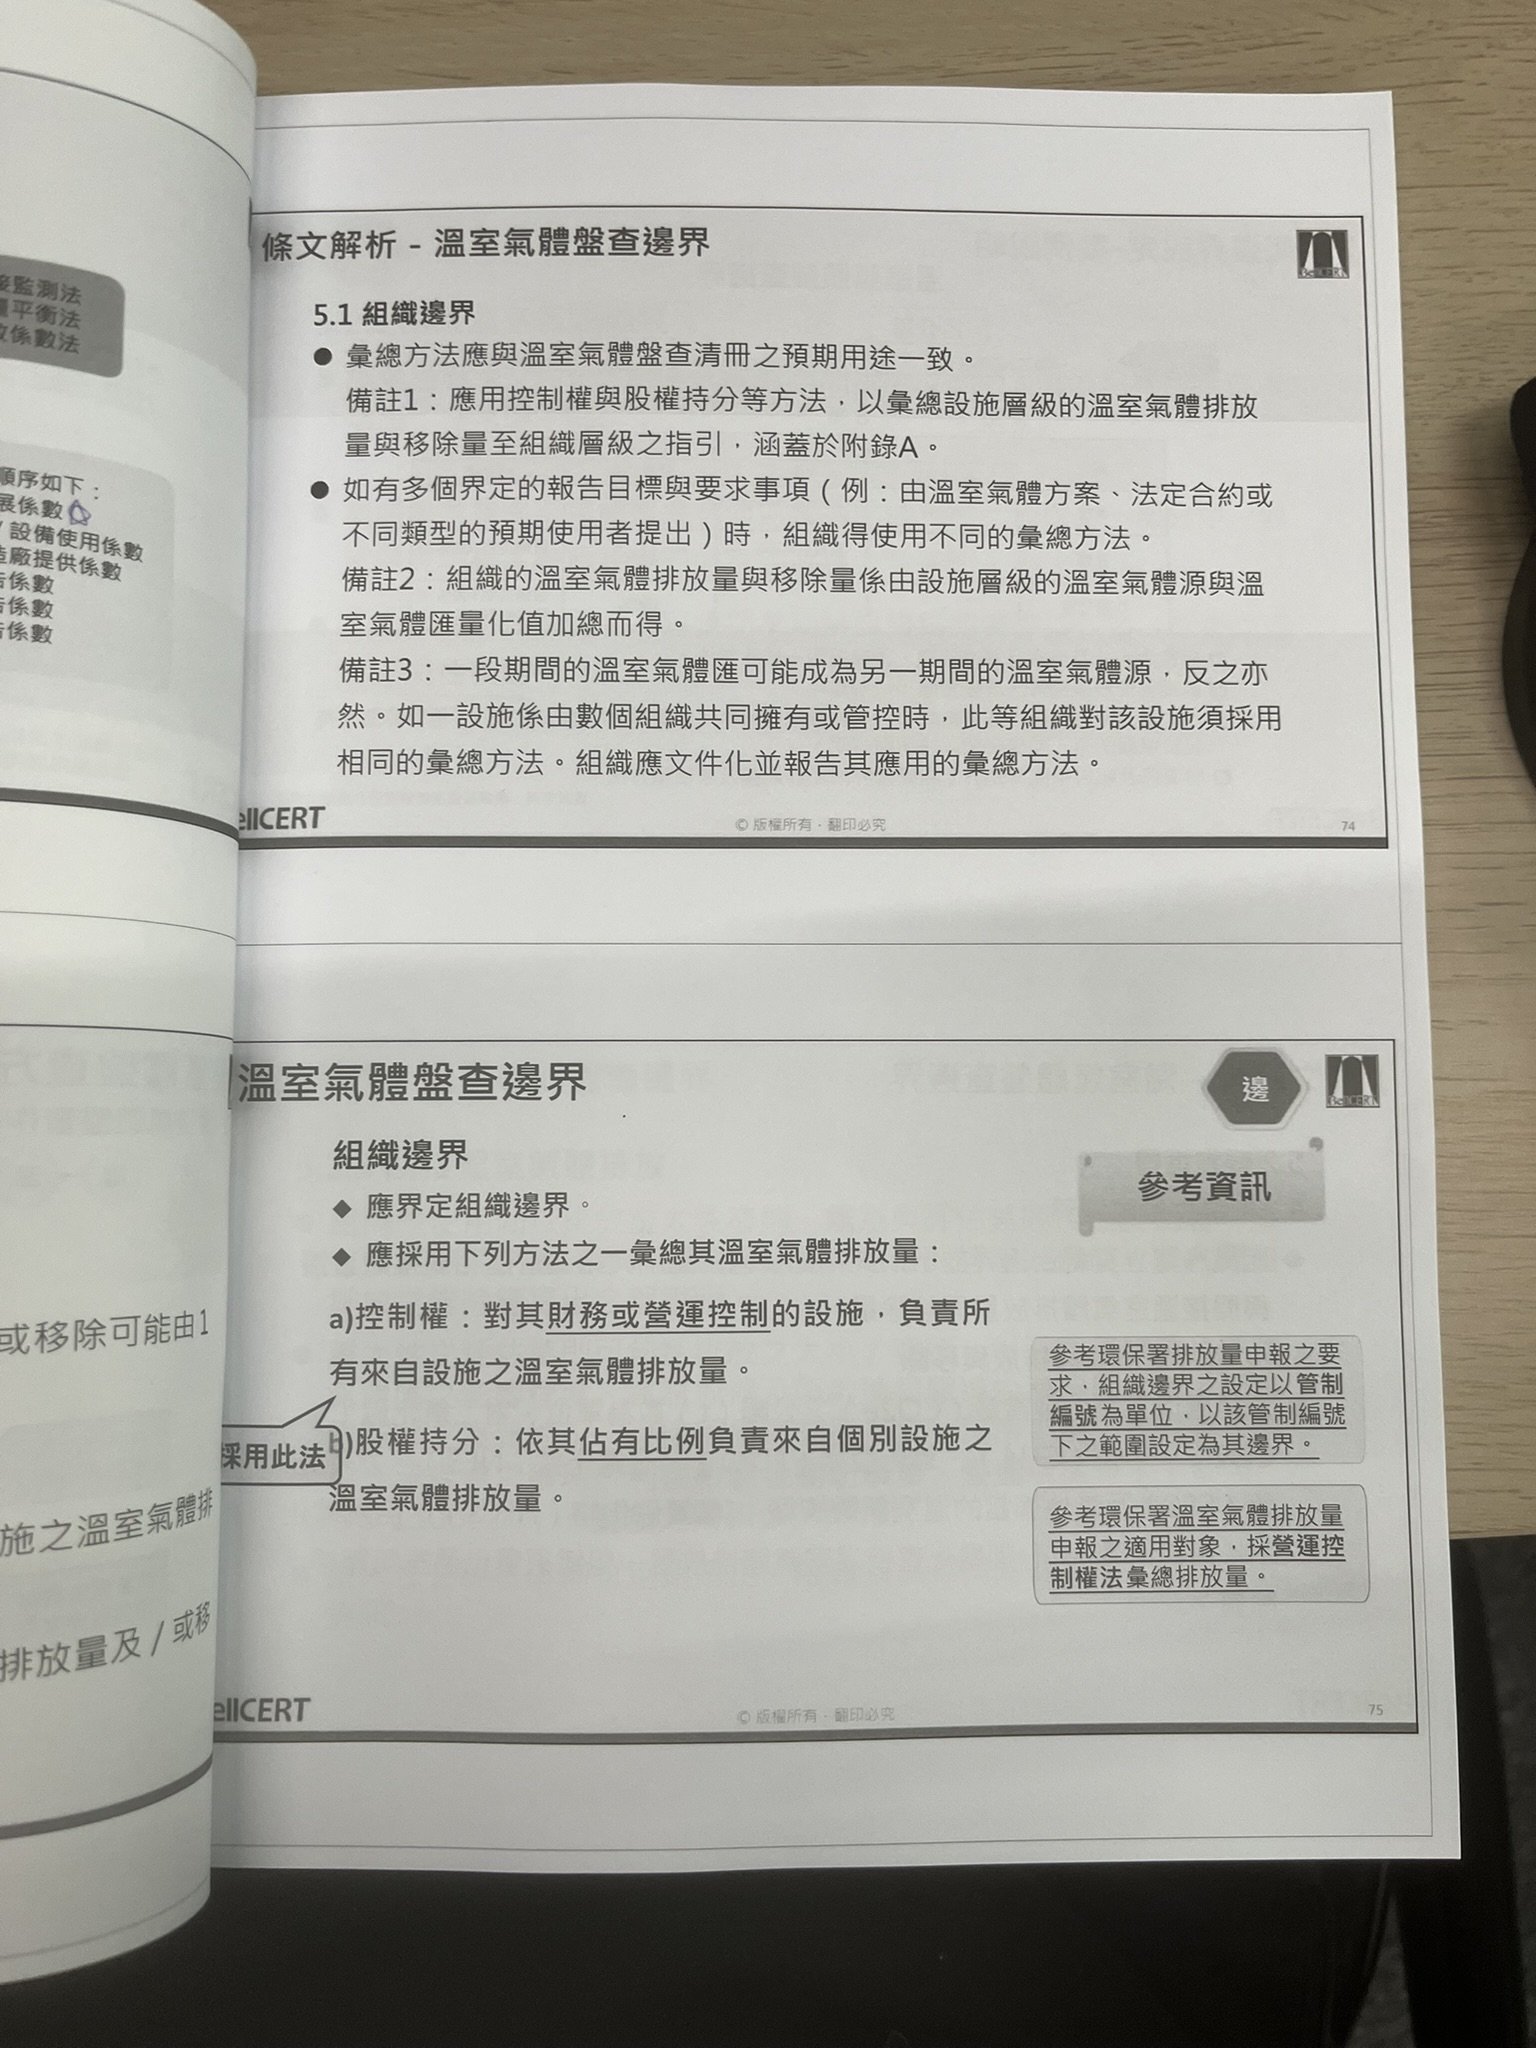 接監測法
量平衡法
放係數法
順序如下：
展係數
/設備使用係數
造廠提供係數
告係數
告係數
告係數
或移除可能由1
施之溫室氣體排
排放量及/或移
條文解析 - 溫室氣體盤查邊界
BellCERT
5.1 組織邊界
● 彙總方法應與溫室氣體盤查清冊之預期用途一致。
備註1：應用控制權與股權持分等方法，以彙總設施層級的溫室氣體排放
量與移除量至組織層級之指引，涵蓋於附錄A。
● 如有多個界定的報告目標與要求事項（例：由溫室氣體方案、法定合約或
不同類型的預期使用者提出）時，組織得使用不同的彙總方法。
備註2：組織的溫室氣體排放量與移除量係由設施層級的溫室氣體源與溫
室氣體匯量化值加總而得。
備註3：一段期間的溫室氣體匯可能成為另一期間的溫室氣體源，反之亦
然。如一設施係由數個組織共同擁有或管控時，此等組織對該設施須採用
相同的彙總方法。組織應文件化並報告其應用的彙總方法。
ellCERT
© 版權所有‧翻印必究
74
溫室氣體盤查邊界
邊
BellCERT
組織邊界
參考資訊
◆ 應界定組織邊界。
◆ 應採用下列方法之一彙總其溫室氣體排放量：
a)控制權：對其財務或營運控制的設施，負責所
有來自設施之溫室氣體排放量。
採用此法
b)股權持分：依其佔有比例負責來自個別設施之
溫室氣體排放量。
參考環保署排放量申報之要
求，組織邊界之設定以管制
編號為單位，以該管制編號
下之範圍設定為其邊界。
參考環保署溫室氣體排放量
申報之適用對象，採營運控
制權法彙總排放量。
ellCERT
© 版權所有‧翻印必究
75